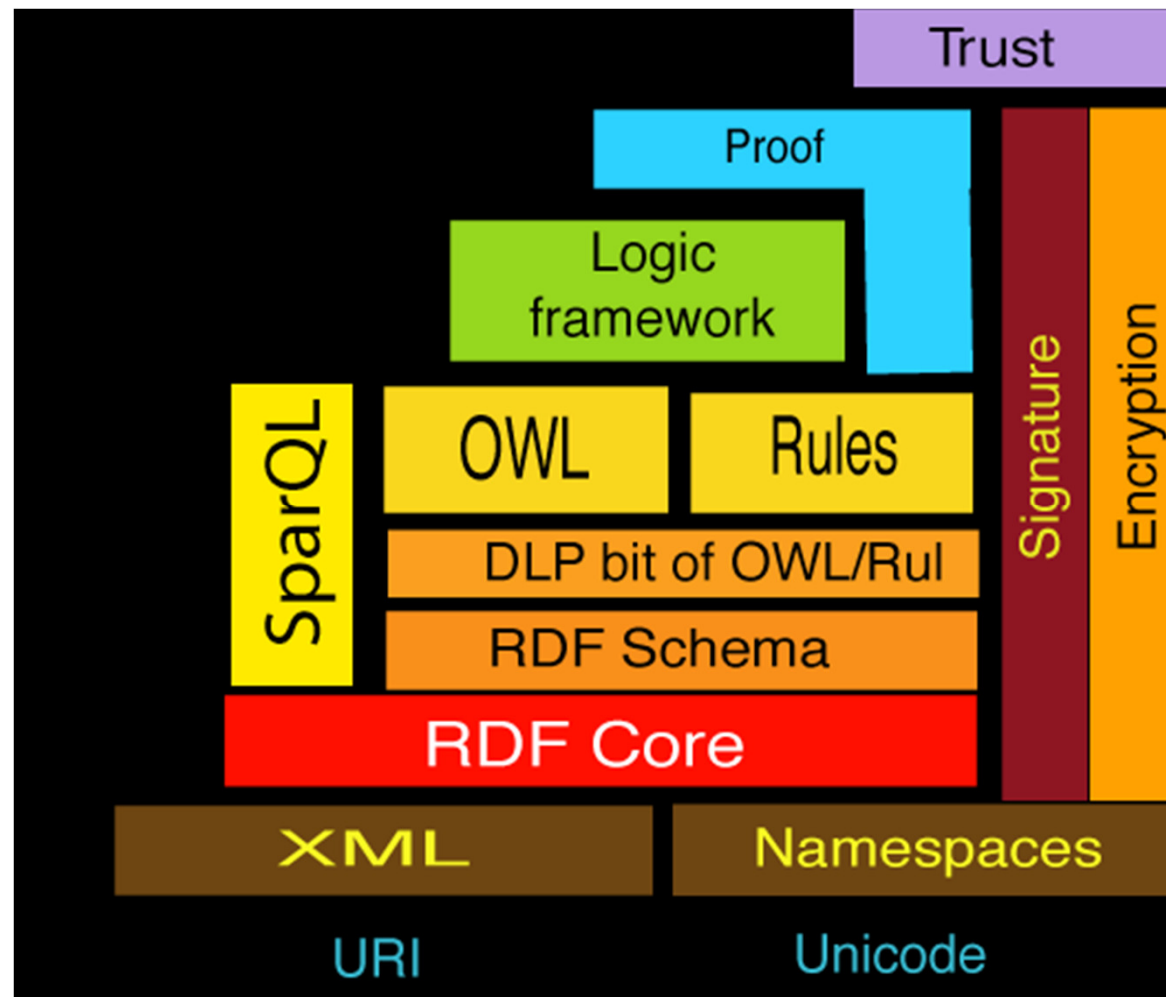 Trust
Proof
Logic
framework
SparQL
OWL
Rules
DLP bit of OWL/Rul
RDF Schema
RDF Core
Signature
Encryption
XML
Namespaces
URI
Unicode